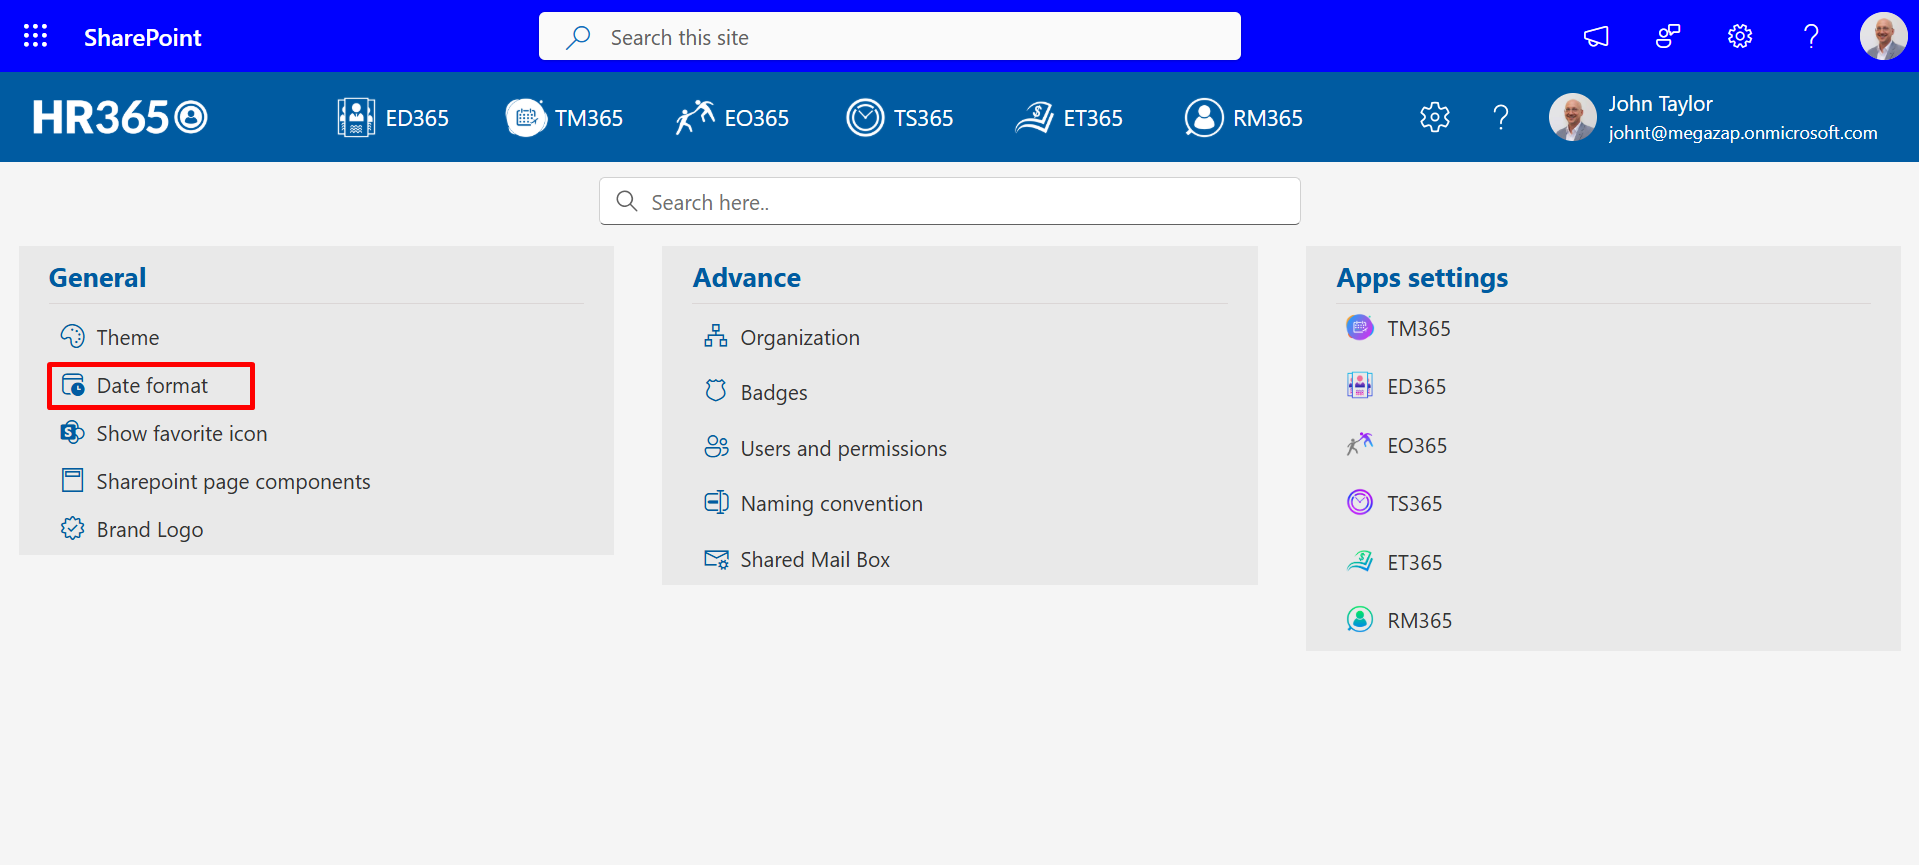 SharePoint
Search this site
HR365
ED365
TM365
EO365
TS365
ET365
RM365
John Taylor
johnt@megazap.onmicrosoft.com
Search here..
General
Theme
Date format
Show favorite icon
Sharepoint page components
Brand Logo
Advance
Organization
Badges
Users and permissions
Naming convention
Shared Mail Box
Apps settings
TM365
ED365
EO365
TS365
ET365
RM365